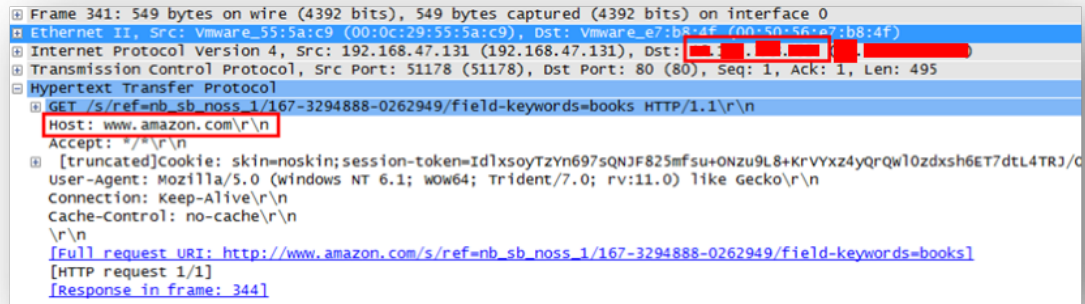 Frame 341: 549 bytes on wire (4392 bits), 549 bytes captured (4392 bits) on interface 0
Ethernet II, Src: Vmware_55:5a:c9 (00:0c:29:55:5a:c9), Dst: Vmware_e7:b8:4f (00:50:56:e7:b8:4f)
Internet Protocol Version 4, Src: 192.168.47.131 (192.168.47.131), Dst:
Transmission Control Protocol, Src Port: 51178 (51178), Dst Port: 80 (80), Seq: 1, Ack: 1, Len: 495
Hypertext Transfer Protocol
GET /s/ref=nb_sb_noss_1/167-3294888-0262949/field-keywords=books HTTP/1.1\r\n
Host: www.amazon.com\r\n
Accept: */*\r\n
[truncated]Cookie: skin=noskin;session-token=IdlxsoyTzYn697sQNJF825mfsu+ONzu9L8+KrVYxz4yQrQWl0zdxsh6ET7dtL4TRJ/
User-Agent: Mozilla/5.0 (Windows NT 6.1; WOW64; Trident/7.0; rv:11.0) like Gecko\r\n
Connection: Keep-Alive\r\n
Cache-Control: no-cache\r\n
\r\n
[Full request URI: http://www.amazon.com/s/ref=nb_sb_noss_1/167-3294888-0262949/field-keywords=books]
[HTTP request 1/1]
[Response in frame: 344]